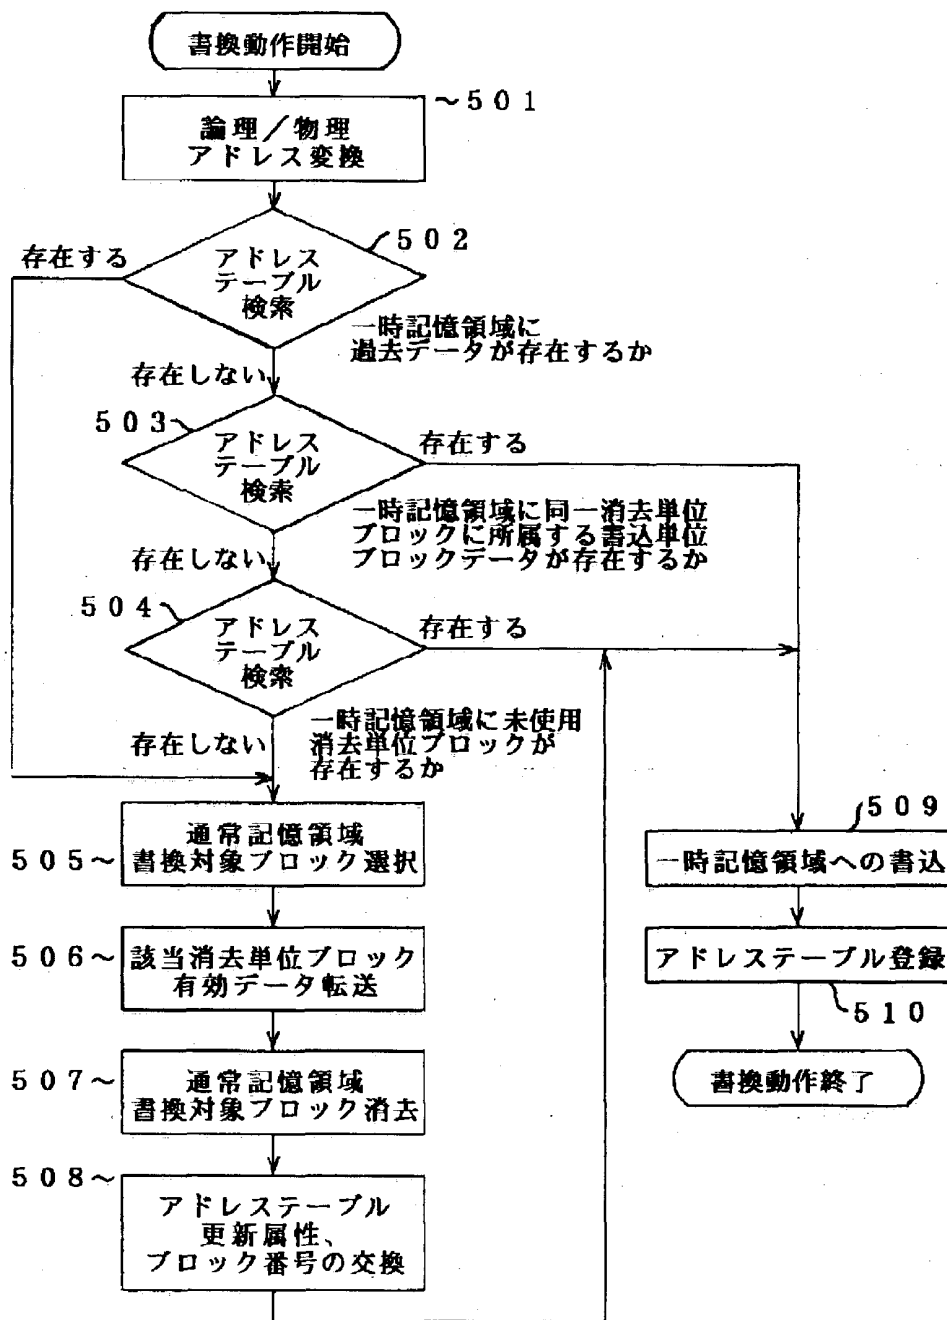 書換動作開始
~501
論理/物理
アドレス変換
502
存在する
アドレス
テーブル
検索
一時記憶領域に
過去データが存在するか
存在しない
503
アドレス
テーブル
検索
存在する
一時記憶領域に同一消去単位
ブロックに所属する書込単位
ブロックデータが存在するか
存在しない
504
アドレス
テーブル
検索
存在する
一時記憶領域に未使用
消去単位ブロックが
存在するか
存在しない
505~
通常記憶領域
書換対象ブロック選択
506~
該当消去単位ブロック
有効データ転送
507~
通常記憶領域
書換対象ブロック消去
508~
アドレステーブル
更新属性、
ブロック番号の交換
509
一時記憶領域への書込
アドレステーブル登録
510
書換動作終了